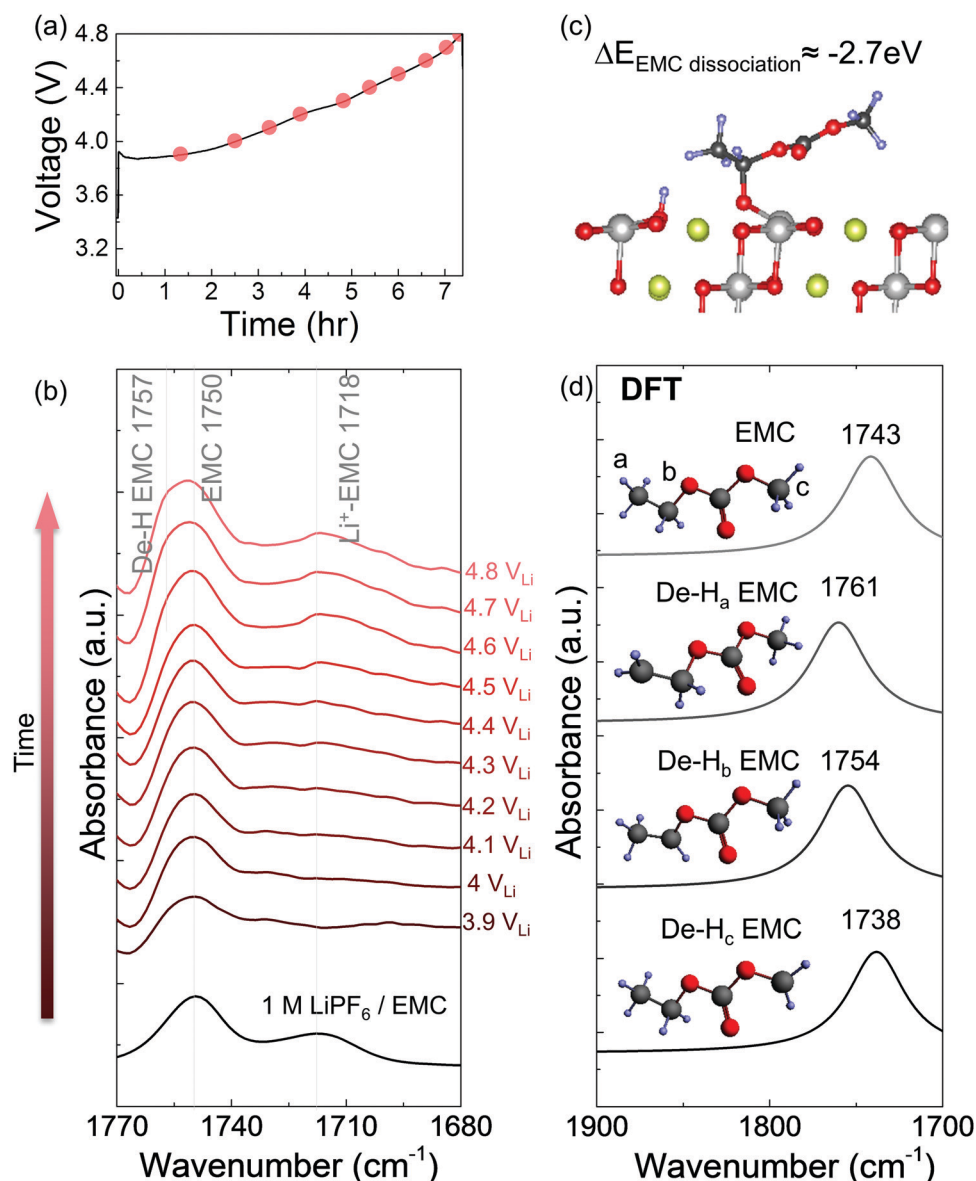 (a)
4.8
4.4
4.0
3.6
3.2
Voltage (V)
0 1 2 3 4 5 6 7
Time (hr)
(c)
ΔE_EMC dissociation ≈ -2.7eV
(b)
De-H EMC 1757
EMC 1750
Li⁺-EMC 1718
4.8 V_Li
4.7 V_Li
4.6 V_Li
4.5 V_Li
4.4 V_Li
4.3 V_Li
4.2 V_Li
4.1 V_Li
4 V_Li
3.9 V_Li
1 M LiPF₆ / EMC
Time
Absorbance (a.u.)
1770 1740 1710 1680
Wavenumber (cm⁻¹)
(d) DFT
EMC 1743
a b c
De-H_a EMC 1761
De-H_b EMC 1754
De-H_c EMC 1738
Absorbance (a.u.)
1900 1800 1700
Wavenumber (cm⁻¹)